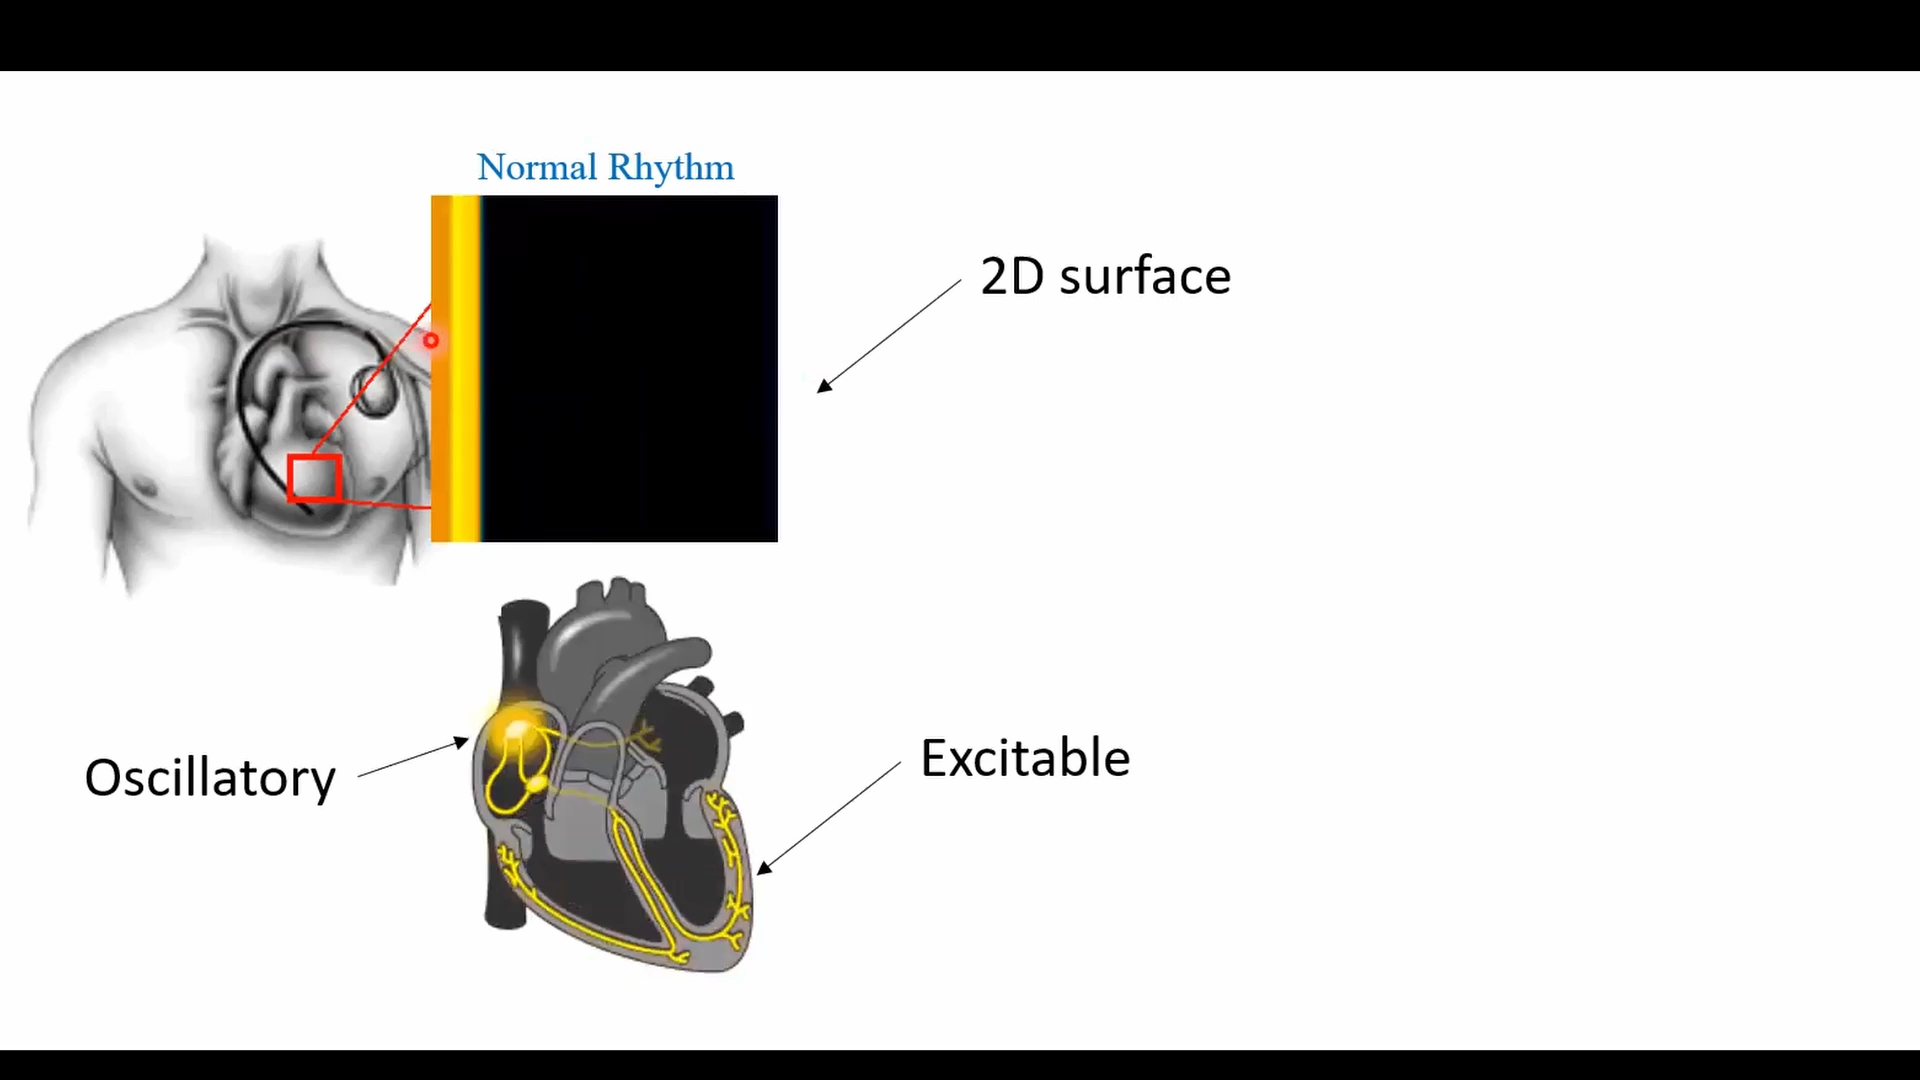 Normal Rhythm
2D surface
Oscillatory
Excitable